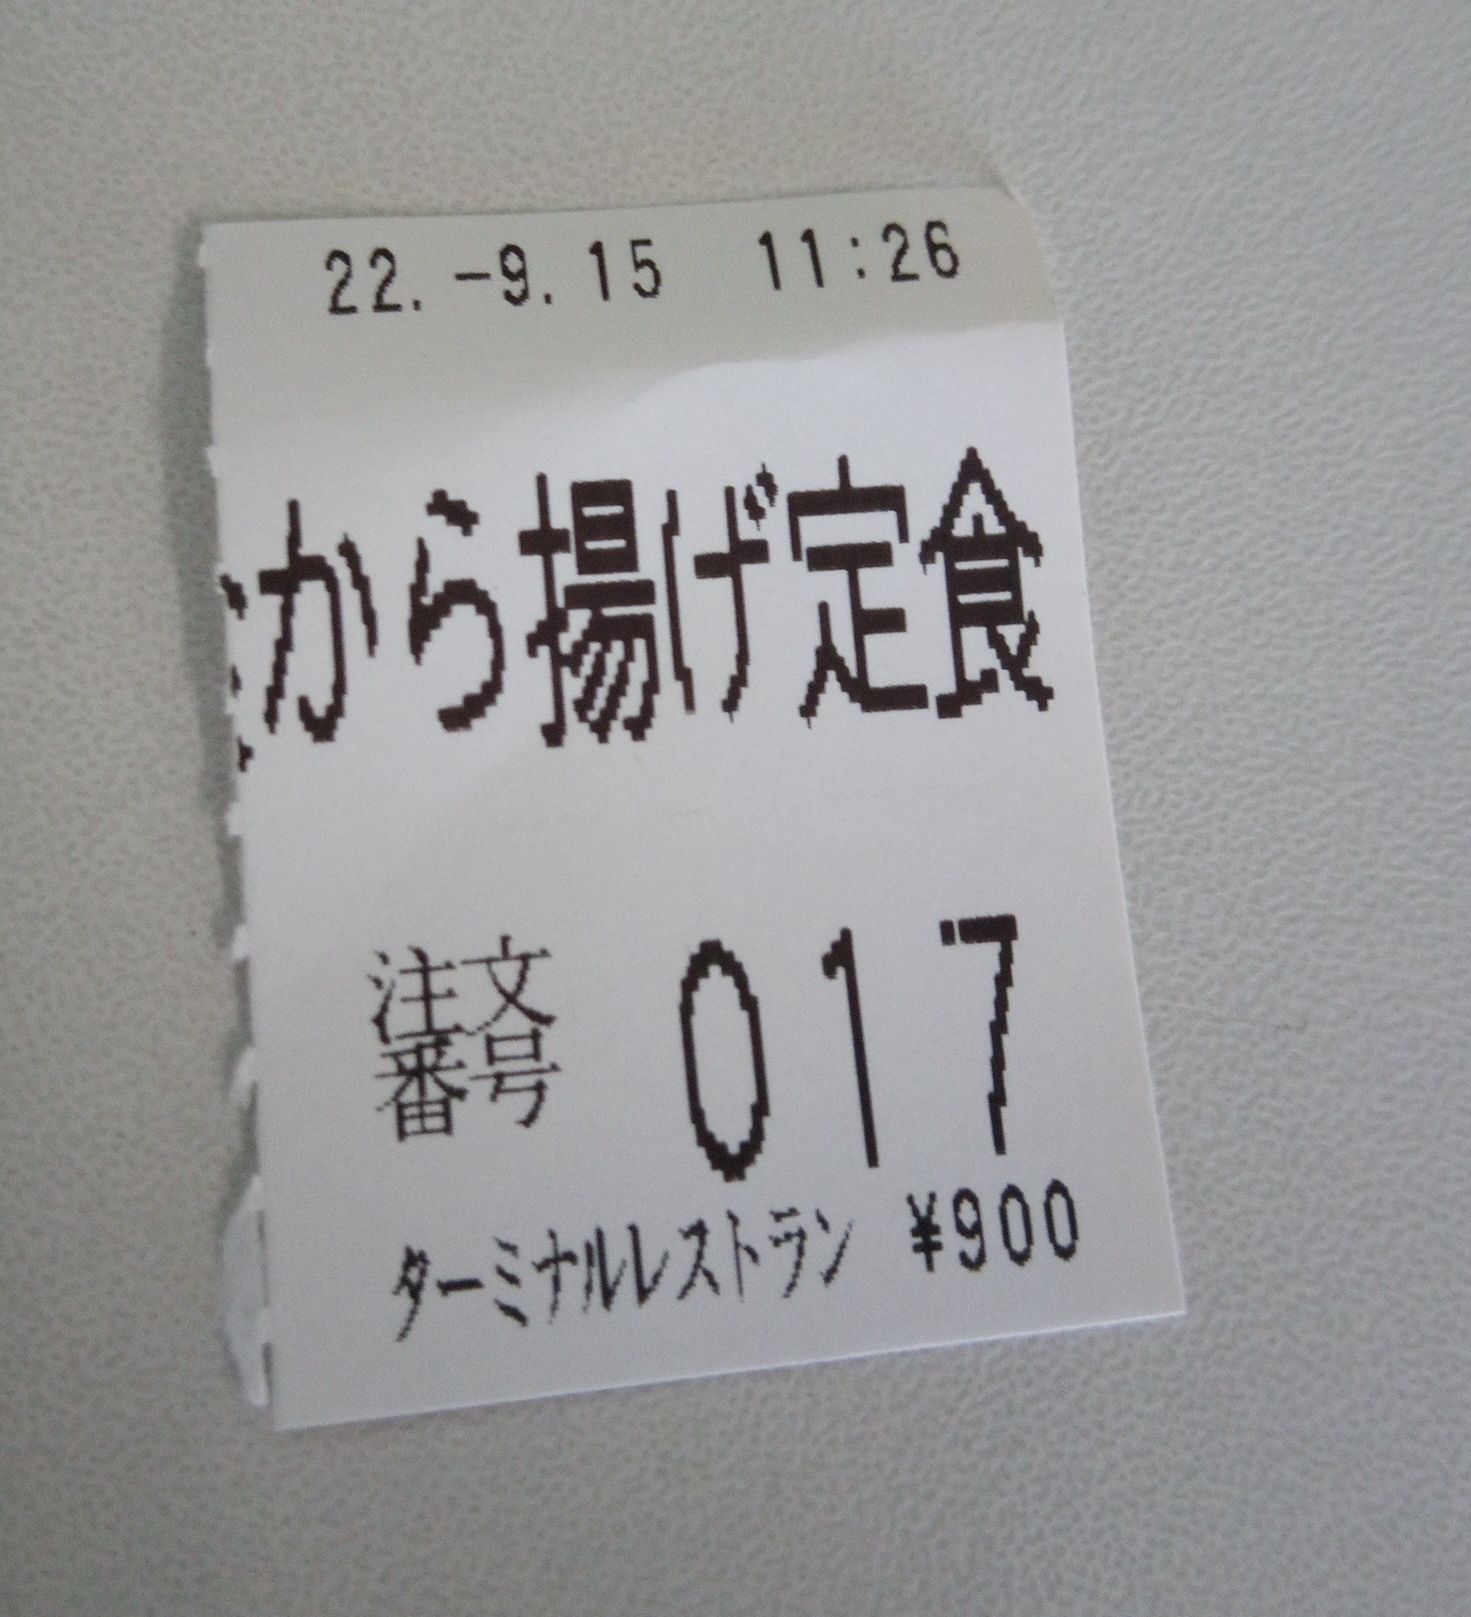 22.-9.15 11:26
から揚げ定食
注文番号 017
ターミナルレストラン ¥900